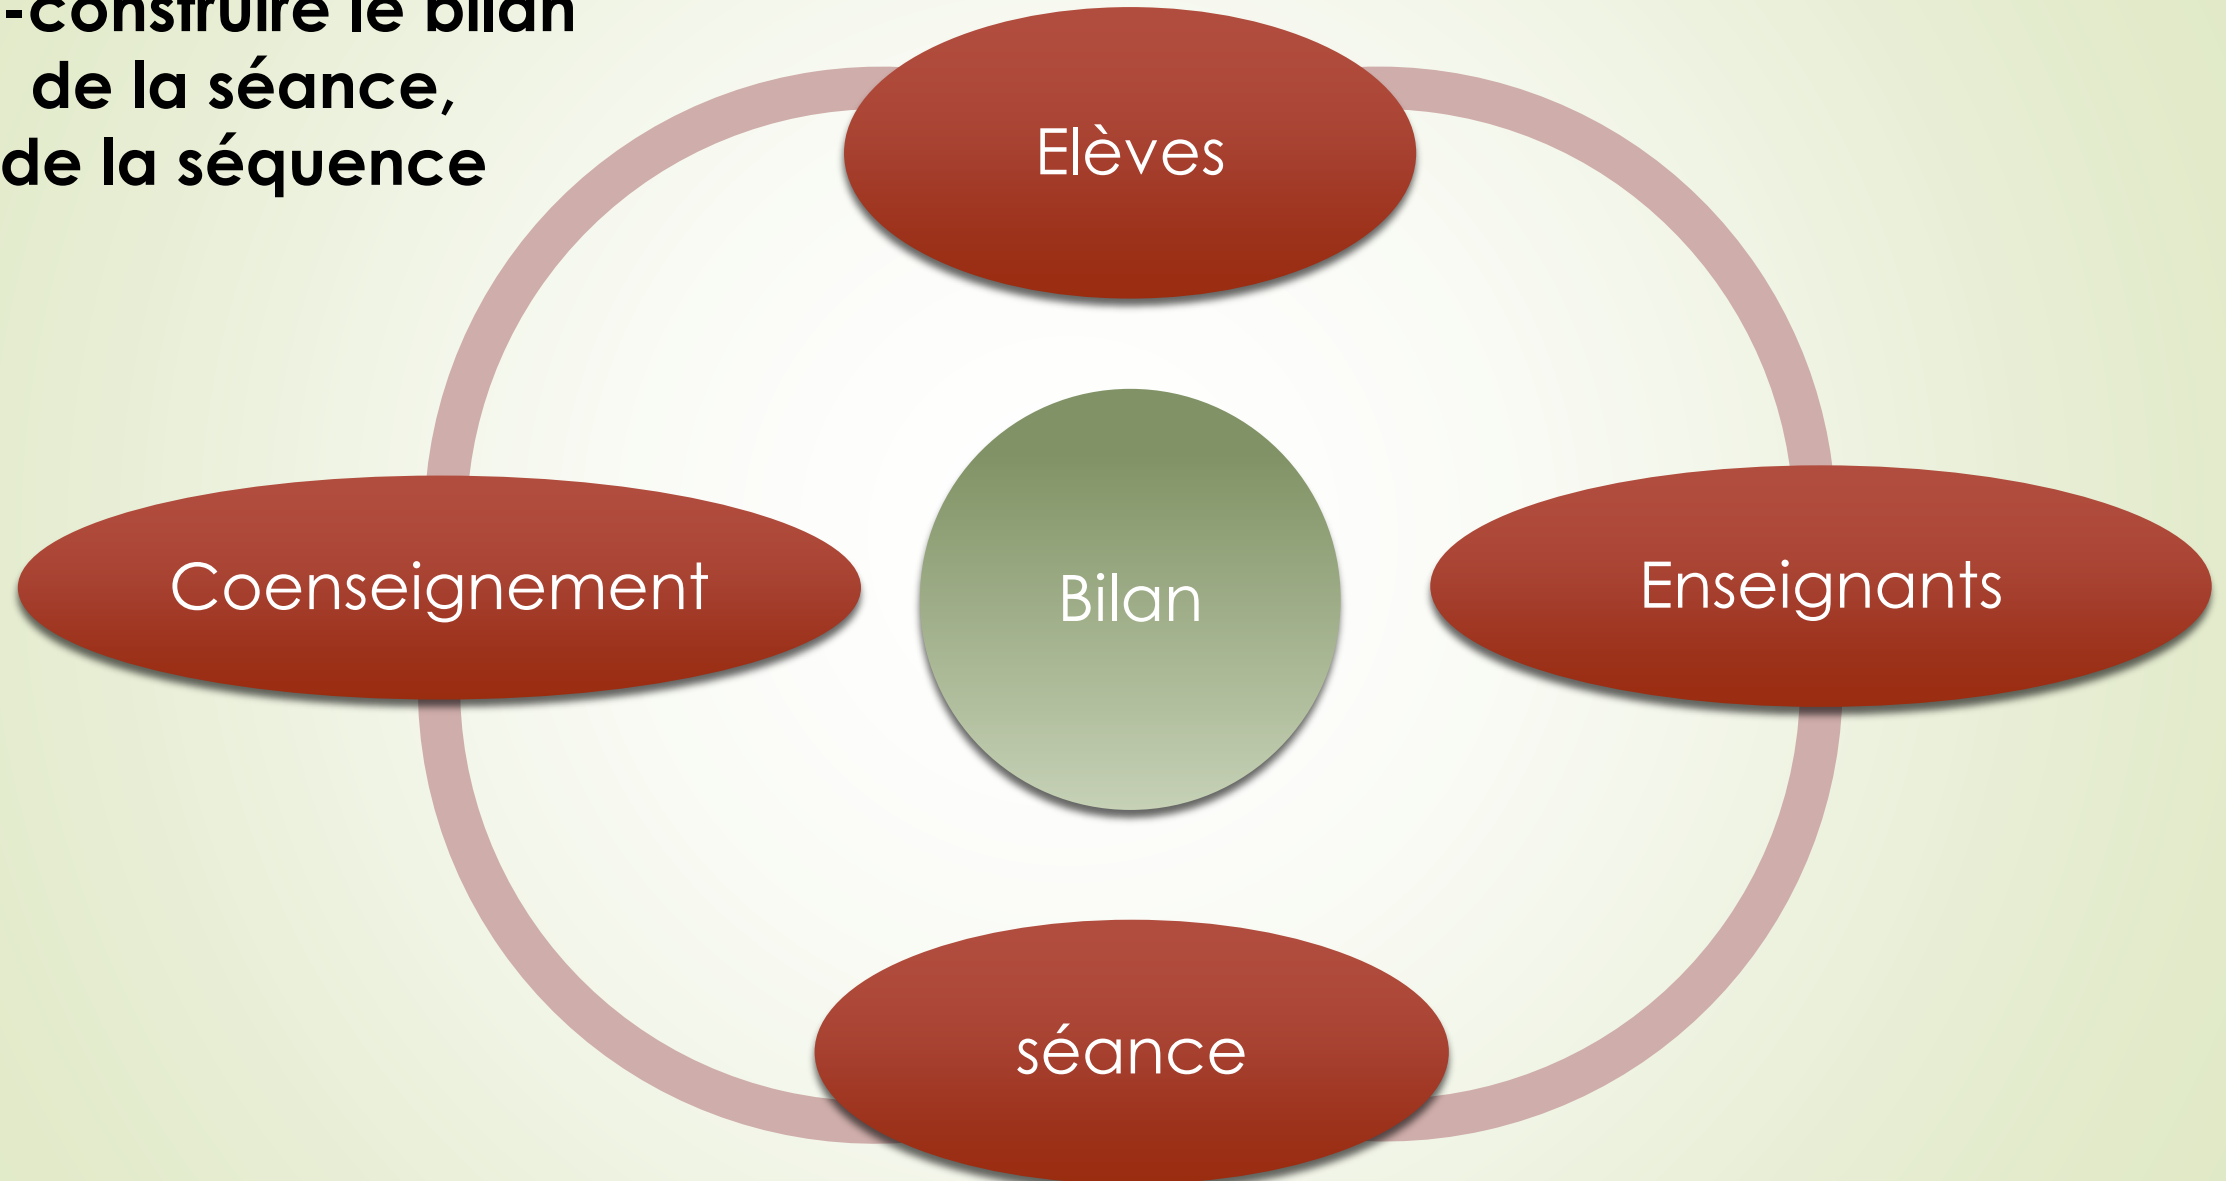 -construire le bilan
de la séance,
de la séquence
Elèves
Coenseignement
Bilan
Enseignants
séance